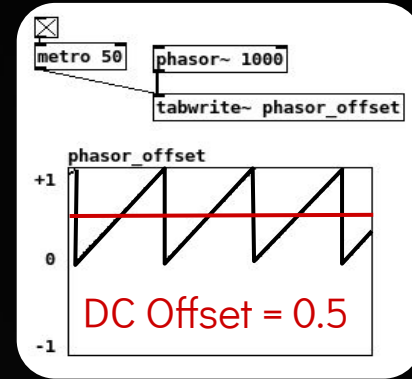 metro 50
phasor~ 1000
tabwrite~ phasor_offset
phasor_offset
+1
0
DC Offset = 0.5
-1